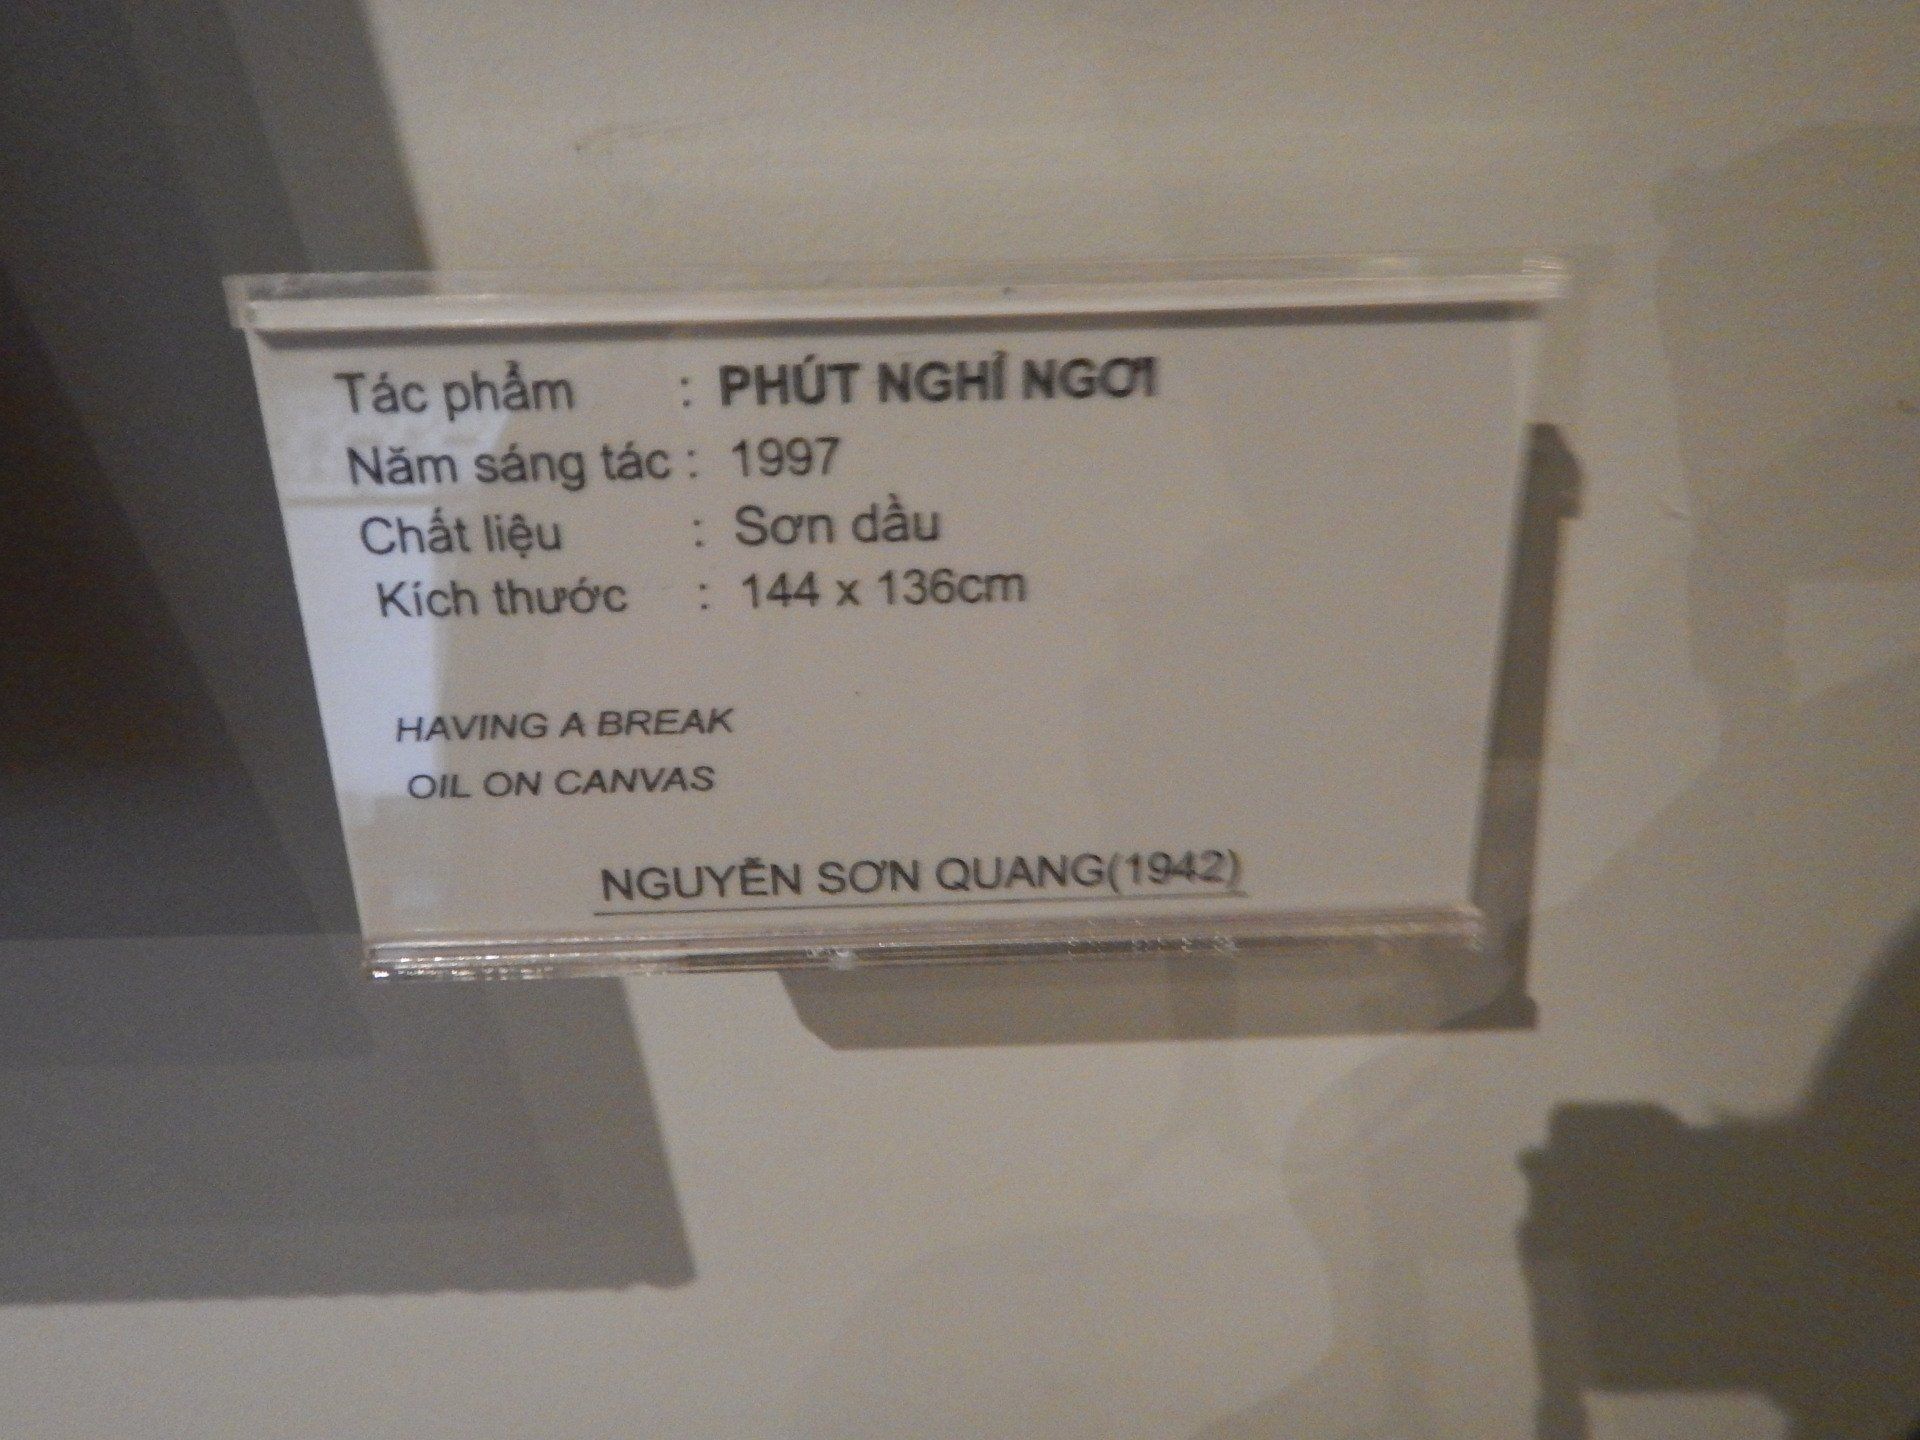 Tác phẩm : PHÚT NGHỈ NGƠI
Năm sáng tác : 1997
Chất liệu : Sơn dầu
Kích thước : 144 x 136cm
HAVING A BREAK
OIL ON CANVAS
NGUYỄN SƠN QUANG(1942)